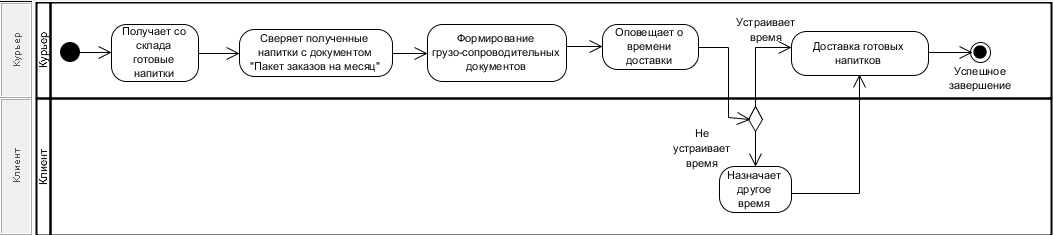 Курьер
Курьер
Получает со
склада
готовые
напитки
Сверяет полученные
напитки с документом
"Пакет заказов на месяц"
Формирование
грузо-сопроводительных
документов
Оповещает о
времени
доставки
Устраивает
время
Доставка готовых
напитков
Успешное
завершение
Клиент
Клиент
Не
устраивает
время
Назначает
другое
время